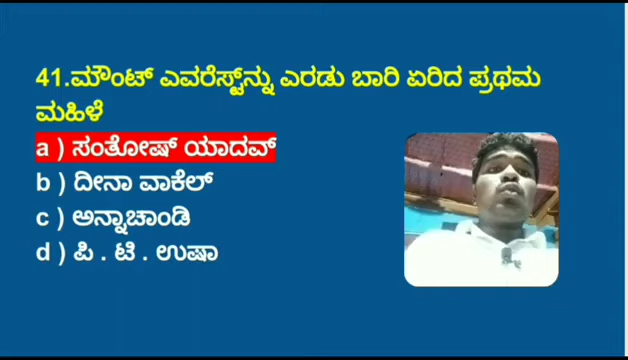 41.ಮೌಂಟ್ ಎವರೆಸ್ಟ್‌ನ್ನು ಎರಡು ಬಾರಿ ಏರಿದ ಪ್ರಥಮ
ಮಹಿಳೆ
a ) ಸಂತೋಷ್ ಯಾದವ್
b ) ದೀನಾ ವಾಕೆಲ್
c ) ಅನ್ನಾಚಾಂಡಿ
d ) ಪಿ . ಟಿ . ಉಷಾ